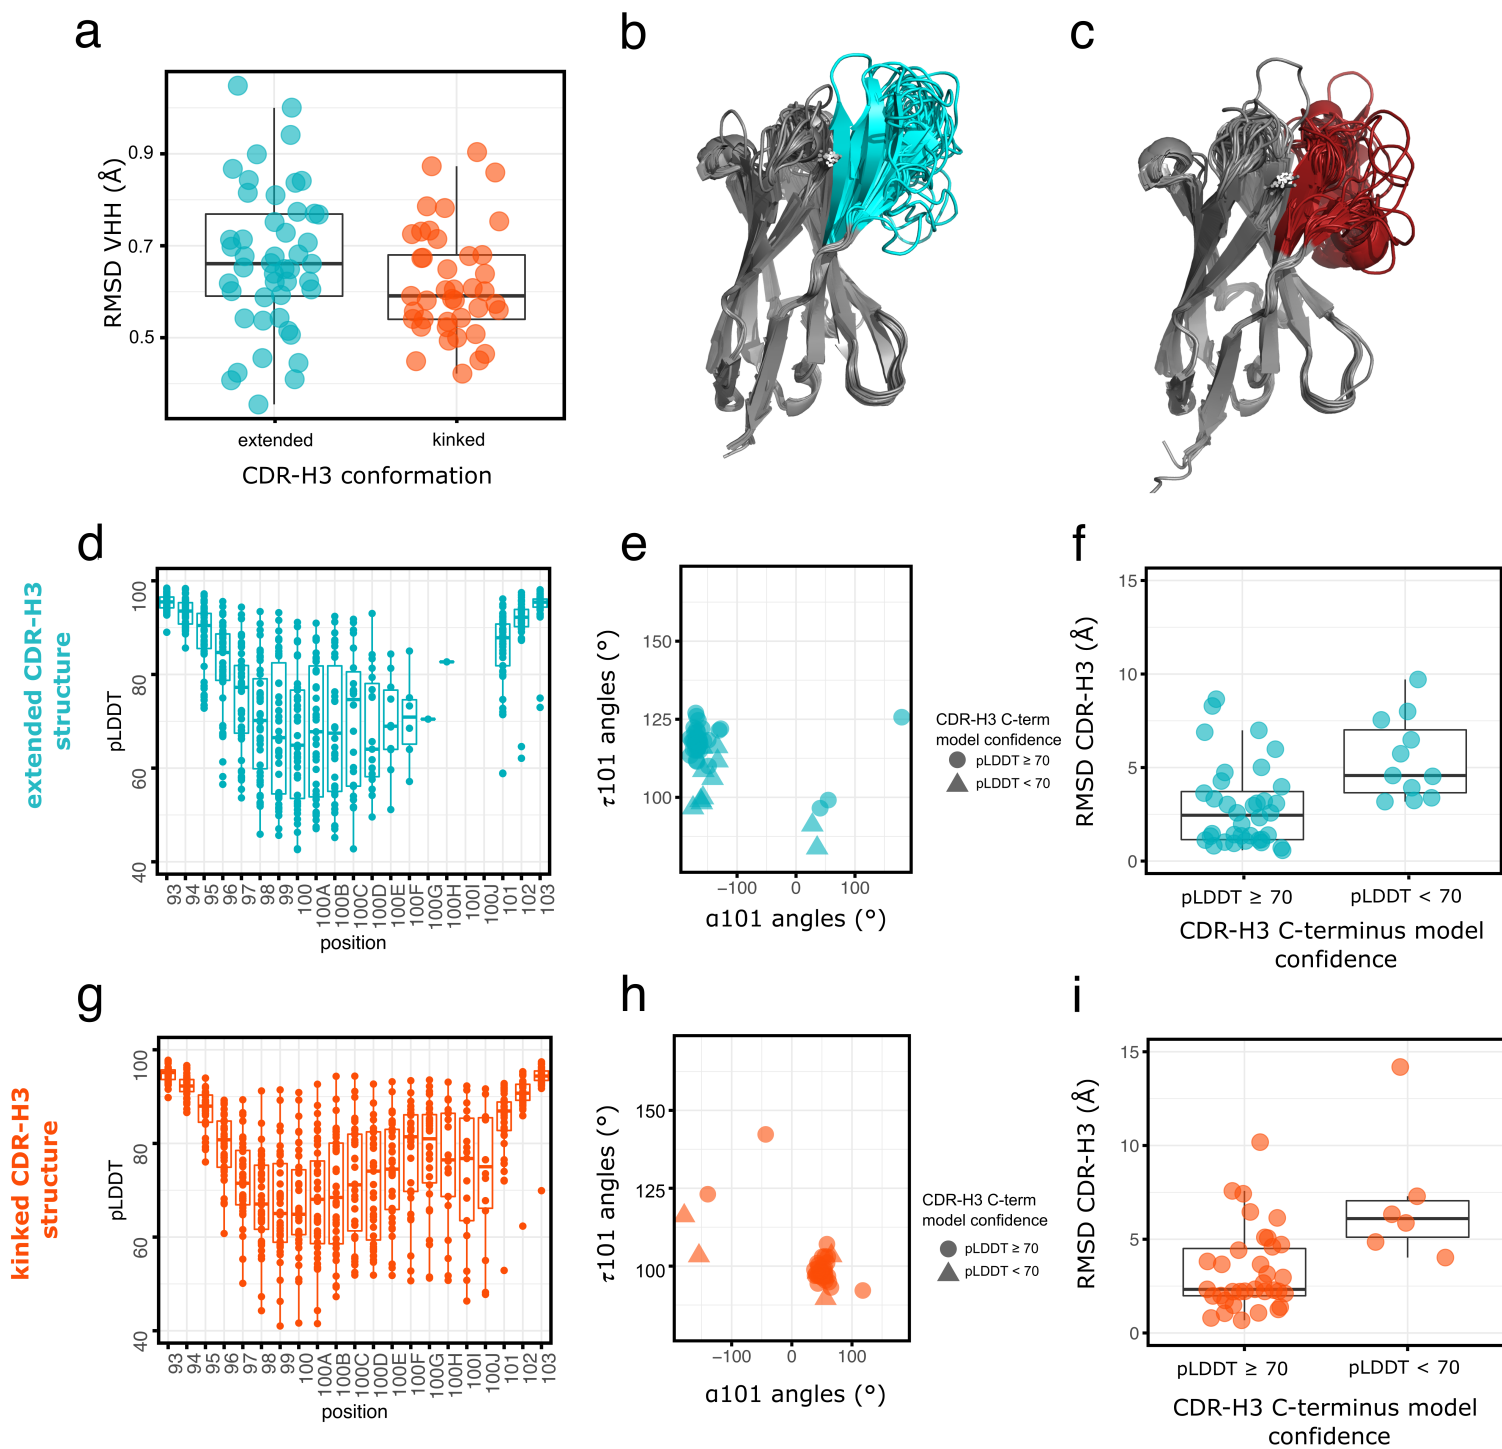 a
b
c
RMSD VHH (Å)
0.9
0.7
0.5
extended
kinked
CDR-H3 conformation
d
e
f
extended CDR-H3
structure
pLDDT
100
80
60
40
93
94
95
96
97
98
99
100
100A
100B
100C
100D
100E
100F
100G
100H
100I
100J
101
102
103
position
τ101 angles (°)
150
125
100
−100
0
100
α101 angles (°)
CDR-H3 C-term
model confidence
pLDDT ≥ 70
pLDDT < 70
RMSD CDR-H3 (Å)
15
10
5
0
pLDDT ≥ 70
pLDDT < 70
CDR-H3 C-terminus model
confidence
g
h
i
kinked CDR-H3
structure
pLDDT
100
80
60
40
93
94
95
96
97
98
99
100
100A
100B
100C
100D
100E
100F
100G
100H
100I
100J
101
102
103
position
τ101 angles (°)
150
125
100
−100
0
100
α101 angles (°)
CDR-H3 C-term
model confidence
pLDDT ≥ 70
pLDDT < 70
RMSD CDR-H3 (Å)
15
10
5
0
pLDDT ≥ 70
pLDDT < 70
CDR-H3 C-terminus model
confidence